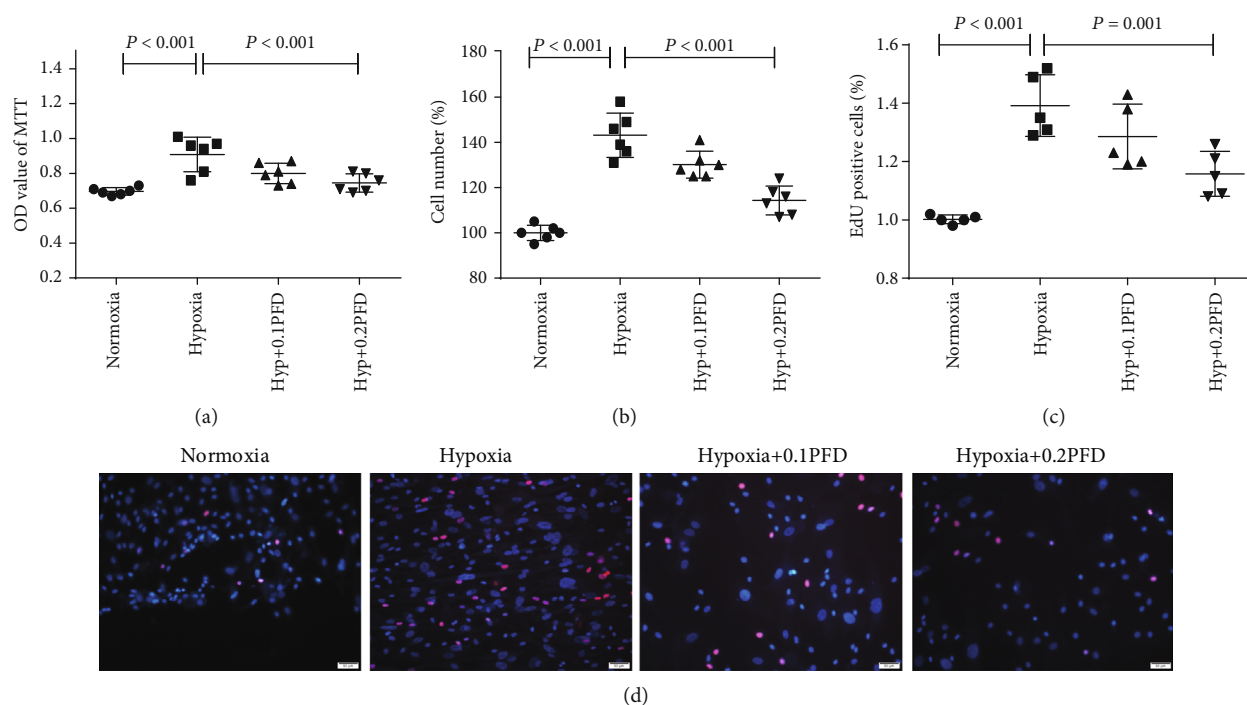 P < 0.001
P < 0.001
OD value of MTT
1.4
1.2
1.0
0.8
0.6
0.4
0.2
Normoxia
Hypoxia
Hyp+0.1PFD
Hyp+0.2PFD
(a)
P < 0.001
P < 0.001
Cell number (%)
180
160
140
120
100
80
Normoxia
Hypoxia
Hyp+0.1PFD
Hyp+0.2PFD
(b)
P < 0.001
P = 0.001
EdU positive cells (%)
1.6
1.4
1.2
1.0
0.8
Normoxia
Hypoxia
Hyp+0.1PFD
Hyp+0.2PFD
(c)
Normoxia
Hypoxia
Hypoxia+0.1PFD
Hypoxia+0.2PFD
(d)